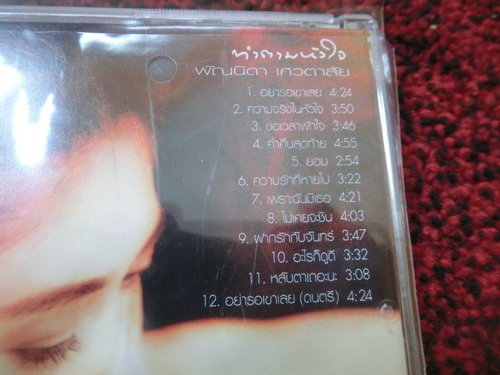 ทำตามหัวใจ
พัณนิดา เศวตาสัย
1. อย่ารอเขาเลย 4:24
2. ความจริงในหัวใจ 3:50
3. ขอเวลาพักใจ 3:46
4. ค่ำคืนสุดท้าย 4:55
5. ยอม 2:54
6. ความรักที่หายไป 3:22
7. เพราะฉันมีเธอ 4:21
8. ไม่เคยจะชิน 4:03
9. ฝากรักกับจันทร์ 3:47
10. อะไรก็ดูดี 3:32
11. หลับตาเถอะนะ 3:08
12. อย่ารอเขาเลย (ดนตรี) 4:24